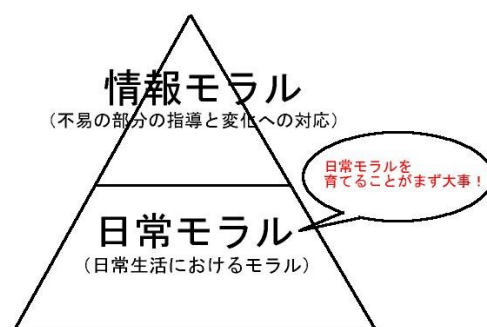 情報モラル
（不易の部分の指導と変化への対応）
日常モラルを
育てることがまず大事！
日常モラル
（日常生活におけるモラル）